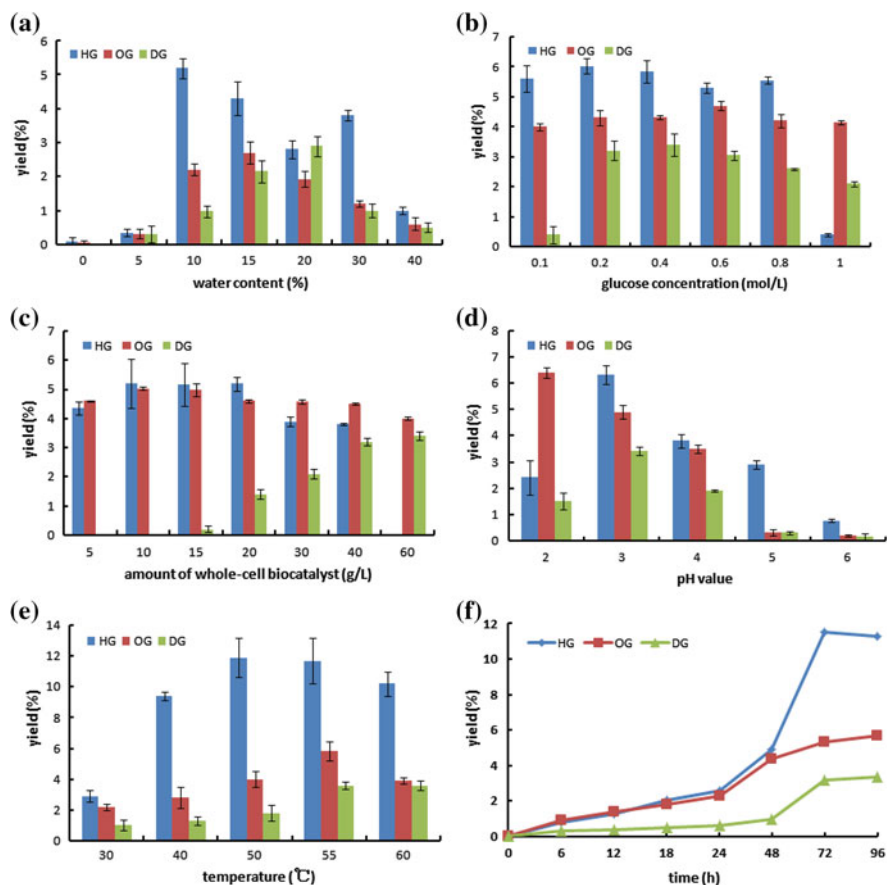 (a)
HG OG DG
yield(%)
6
5
4
3
2
1
0
0 5 10 15 20 30 40
water content (%)
(b)
HG OG DG
yield(%)
7
6
5
4
3
2
1
0
0.1 0.2 0.4 0.6 0.8 1
glucose concentration (mol/L)
(c)
HG OG DG
yield(%)
7
6
5
4
3
2
1
0
5 10 15 20 30 40 60
amount of whole-cell biocatalyst (g/L)
(d)
HG OG DG
yield(%)
8
7
6
5
4
3
2
1
0
2 3 4 5 6
pH value
(e)
HG OG DG
yield(%)
14
12
10
8
6
4
2
0
30 40 50 55 60
temperature (℃)
(f)
HG OG DG
yield(%)
12
10
8
6
4
2
0
0 6 12 18 24 48 72 96
time (h)